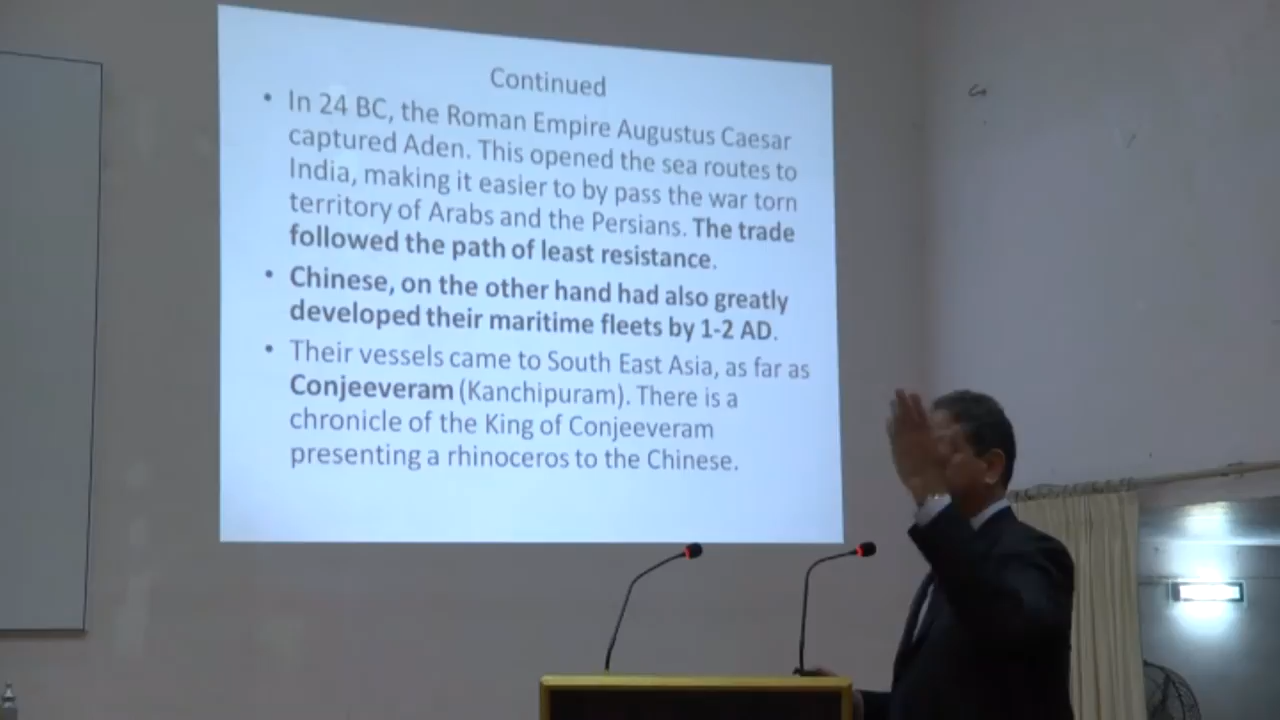 Continued
• In 24 BC, the Roman Empire Augustus Caesar
captured Aden. This opened the sea routes to
India, making it easier to by pass the war torn
territory of Arabs and the Persians. The trade
followed the path of least resistance.
• Chinese, on the other hand had also greatly
developed their maritime fleets by 1-2 AD.
• Their vessels came to South East Asia, as far as
Conjeeveram (Kanchipuram). There is a
chronicle of the King of Conjeeveram
presenting a rhinoceros to the Chinese.